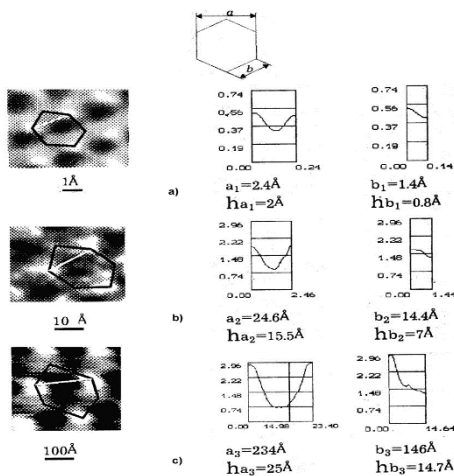 a
b
0.74
0.56
0.37
0.19
0.00 0.24
0.74
0.56
0.37
0.19
0.00 0.14
1Å
a)
a₁=2.4Å
ha₁=2Å
b₁=1.4Å
hb₁=0.8Å
2.96
2.32
1.48
0.74
0.00 2.46
2.96
2.22
1.48
0.74
0.00 1.44
10 Å
b)
a₂=24.6Å
ha₂=15.5Å
b₂=14.4Å
hb₂=7Å
2.96
2.22
1.48
0.74
0.00 14.98 23.40
2.96
2.22
1.48
0.74
0.00 14.64
100Å
c)
a₃=234Å
ha₃=25Å
b₃=146Å
hb₃=14.7Å